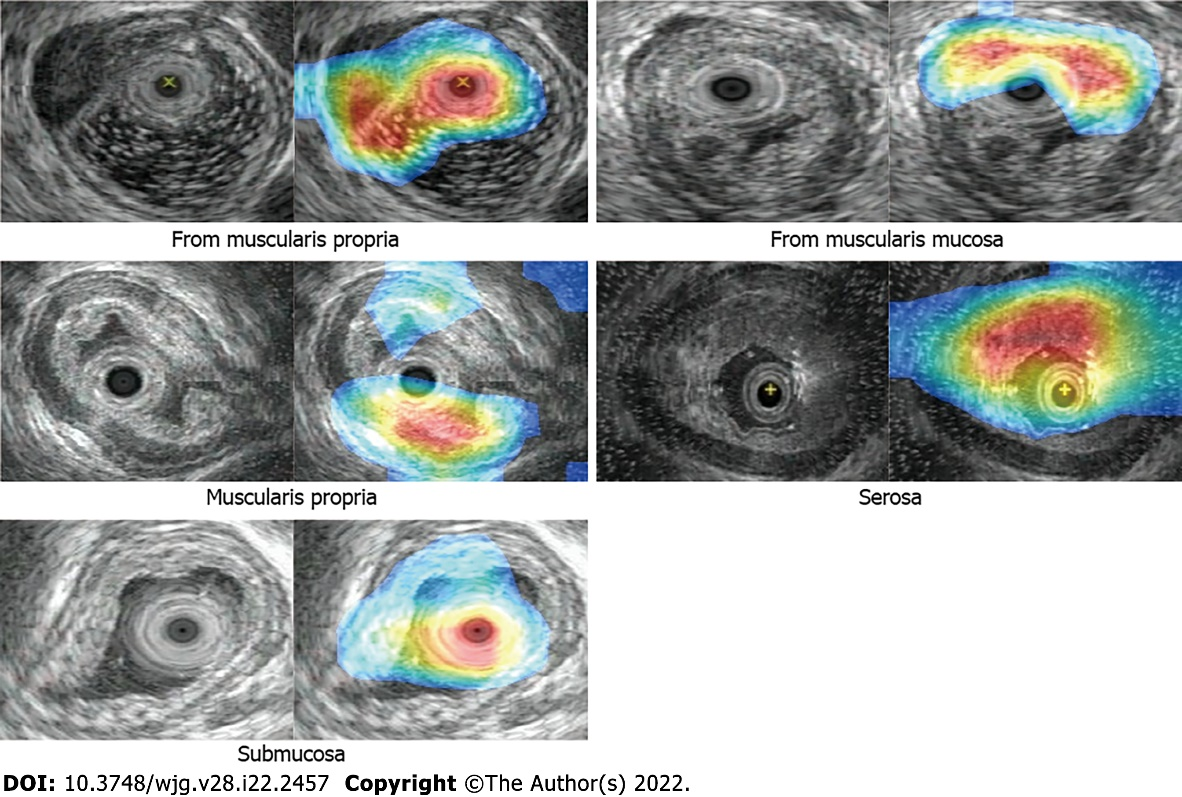 From muscularis propria
From muscularis mucosa
Muscularis propria
Serosa
Submucosa
DOI: 10.3748/wjg.v28.i22.2457 Copyright ©The Author(s) 2022.